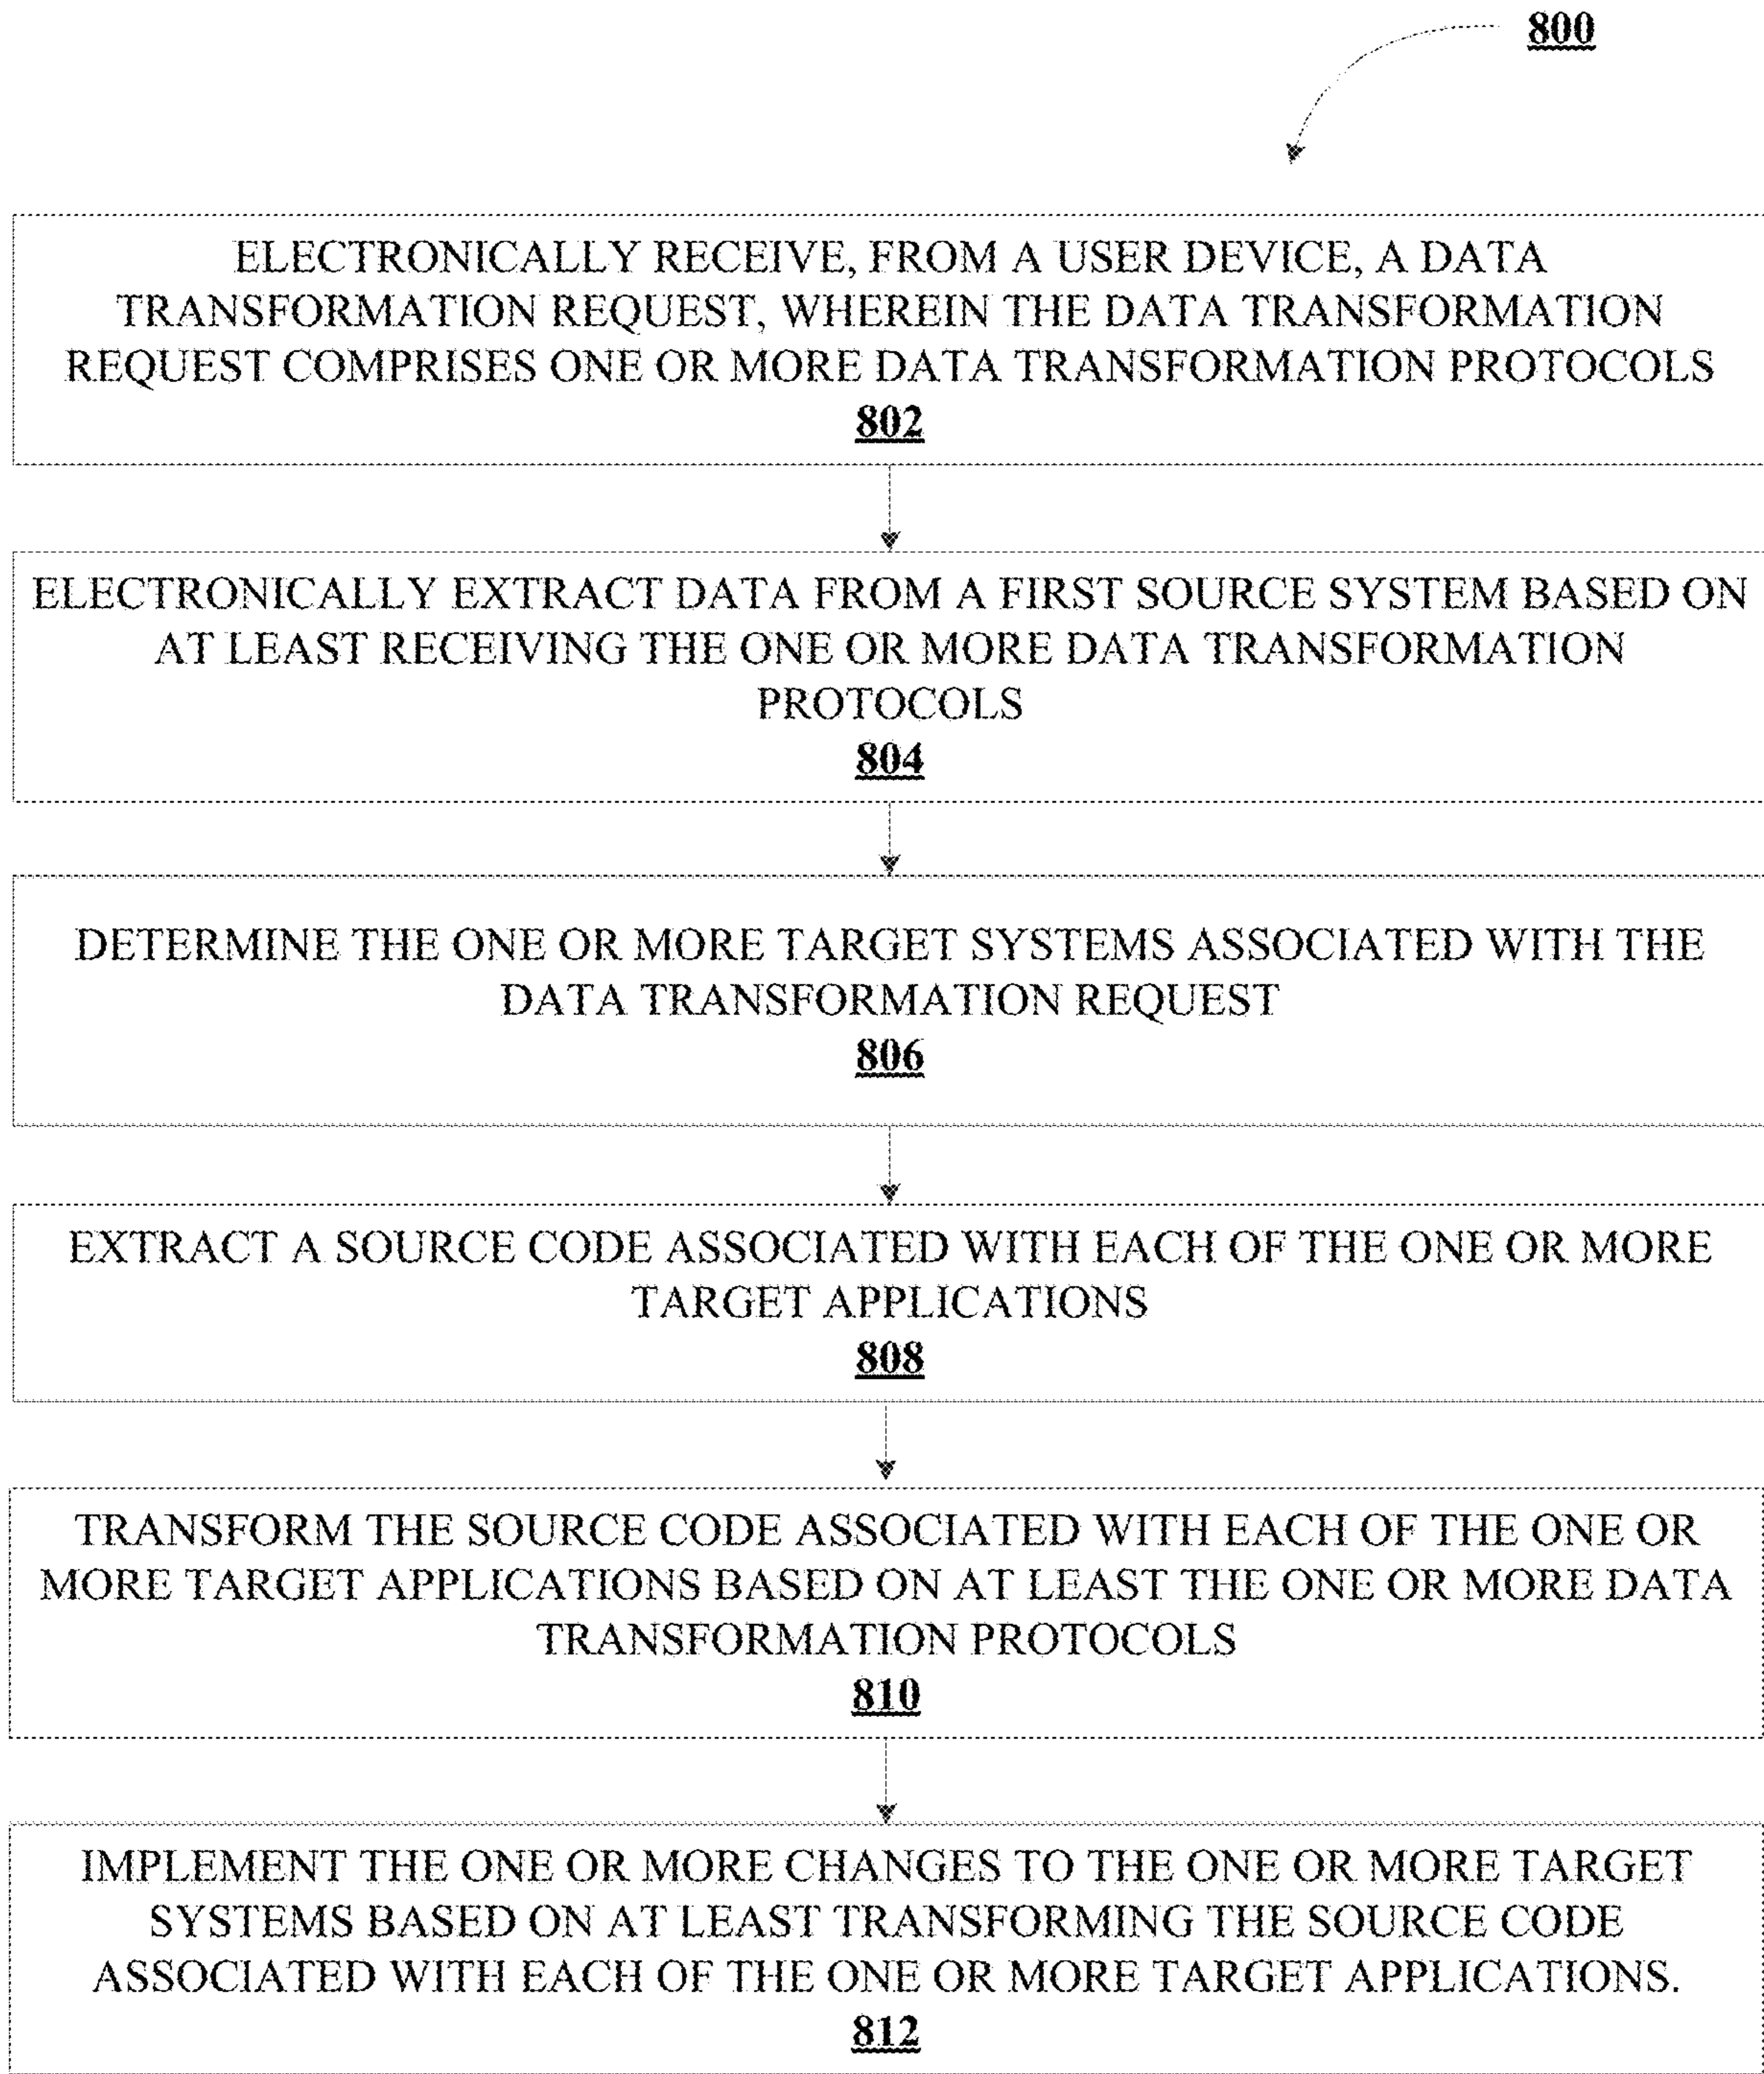 800
ELECTRONICALLY RECEIVE, FROM A USER DEVICE, A DATA
TRANSFORMATION REQUEST, WHEREIN THE DATA TRANSFORMATION
REQUEST COMPRISES ONE OR MORE DATA TRANSFORMATION PROTOCOLS
802
ELECTRONICALLY EXTRACT DATA FROM A FIRST SOURCE SYSTEM BASED ON
AT LEAST RECEIVING THE ONE OR MORE DATA TRANSFORMATION
PROTOCOLS
804
DETERMINE THE ONE OR MORE TARGET SYSTEMS ASSOCIATED WITH THE
DATA TRANSFORMATION REQUEST
806
EXTRACT A SOURCE CODE ASSOCIATED WITH EACH OF THE ONE OR MORE
TARGET APPLICATIONS
808
TRANSFORM THE SOURCE CODE ASSOCIATED WITH EACH OF THE ONE OR
MORE TARGET APPLICATIONS BASED ON AT LEAST THE ONE OR MORE DATA
TRANSFORMATION PROTOCOLS
810
IMPLEMENT THE ONE OR MORE CHANGES TO THE ONE OR MORE TARGET
SYSTEMS BASED ON AT LEAST TRANSFORMING THE SOURCE CODE
ASSOCIATED WITH EACH OF THE ONE OR MORE TARGET APPLICATIONS.
812